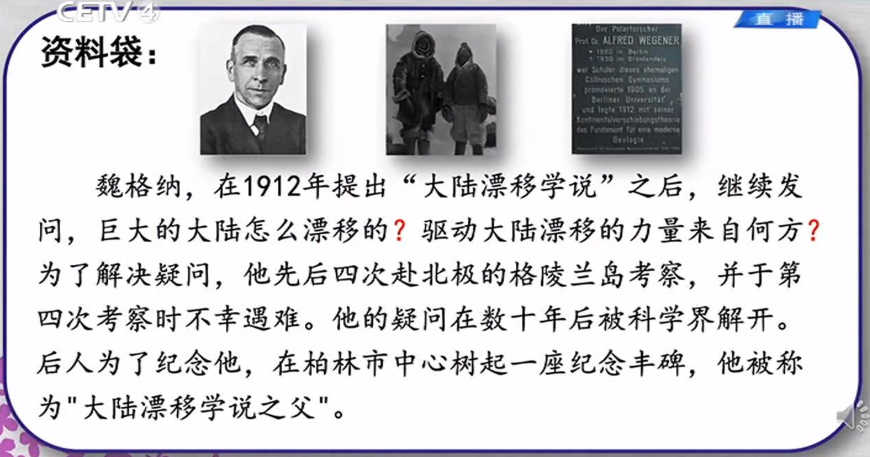 CETV4
直播
资料袋：
Der Polarforscher
Prof. Dr. ALFRED WEGENER
* 1880 in Berlin
† 1930 in Grönlandeis
war Schüler dieses ehemaligen
Cöllnischen Gymnasiums
promovierte 1905 an der
Berliner Universität
und legte 1912 mit seiner
Kontinentalverschiebungstheorie
das Fundament für eine moderne
Geologie
魏格纳，在1912年提出“大陆漂移学说”之后，继续发
问，巨大的大陆怎么漂移的？驱动大陆漂移的力量来自何方？
为了解决疑问，他先后四次赴北极的格陵兰岛考察，并于第
四次考察时不幸遇难。他的疑问在数十年后被科学界解开。
后人为了纪念他，在柏林市中心树起一座纪念丰碑，他被称
为"大陆漂移学说之父"。